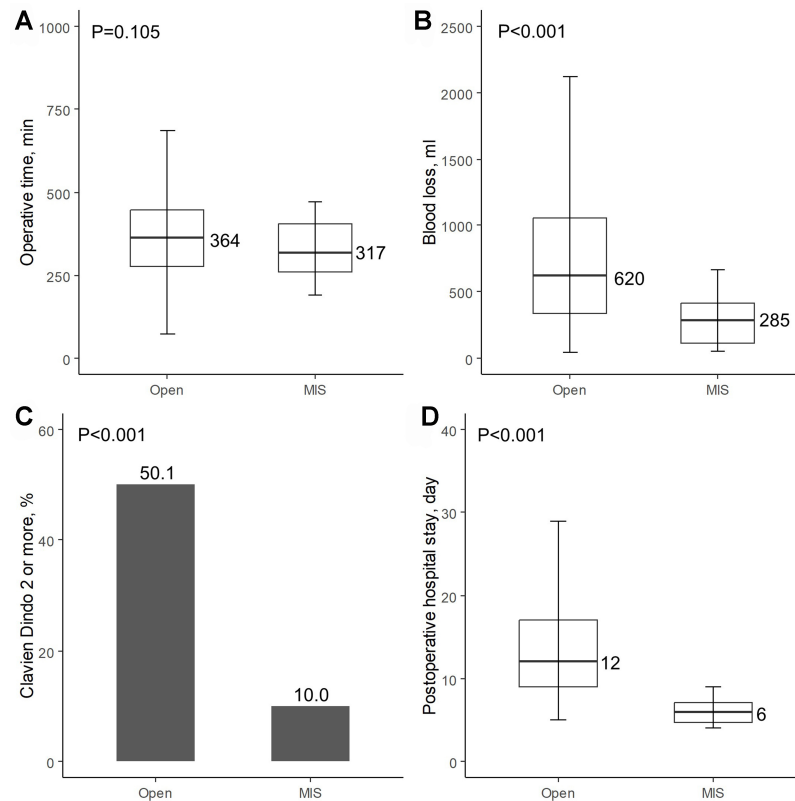 A
P=0.105
Operative time, min
1000
750
500
250
0
364
317
Open
MIS
B
P<0.001
Blood loss, ml
2500
2000
1500
1000
500
0
620
285
Open
MIS
C
P<0.001
Clavien Dindo 2 or more, %
60
40
20
0
50.1
10.0
Open
MIS
D
P<0.001
Postoperative hospital stay, day
40
30
20
10
0
12
6
Open
MIS